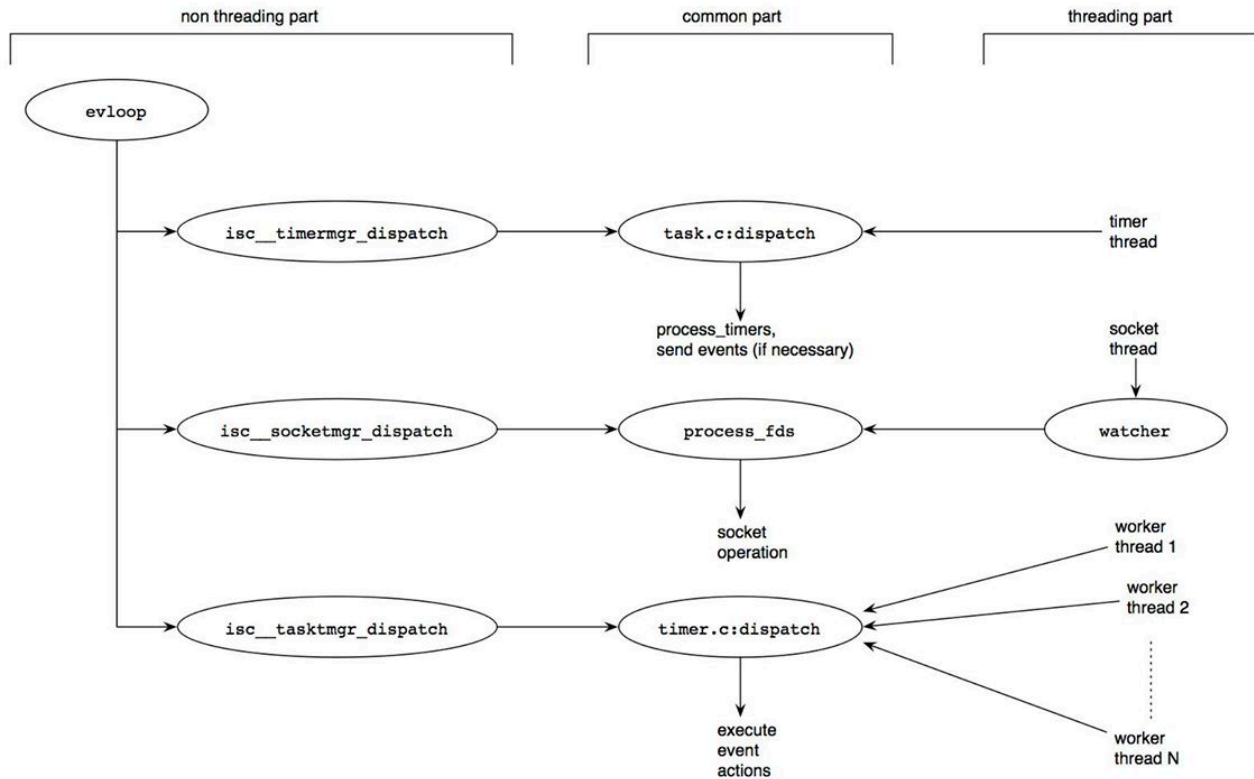 non threading part
common part
threading part
evloop
isc__timermgr_dispatch
task.c:dispatch
timer
thread
process_timers,
send events (if necessary)
socket
thread
isc__socketmgr_dispatch
process_fds
watcher
socket
operation
worker
thread 1
worker
thread 2
isc__tasktmgr_dispatch
timer.c:dispatch
execute
event
actions
worker
thread N